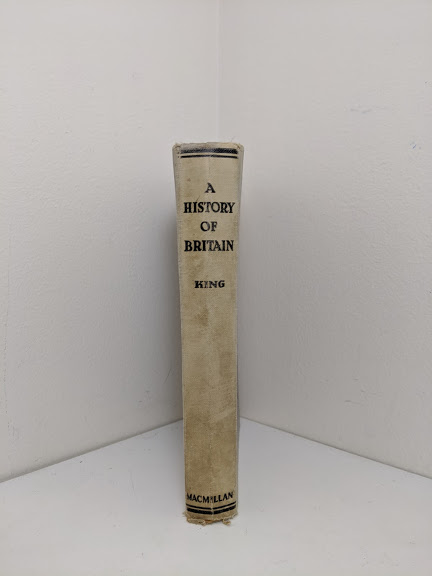 A
HISTORY
OF
BRITAIN
KING
MACMILLAN